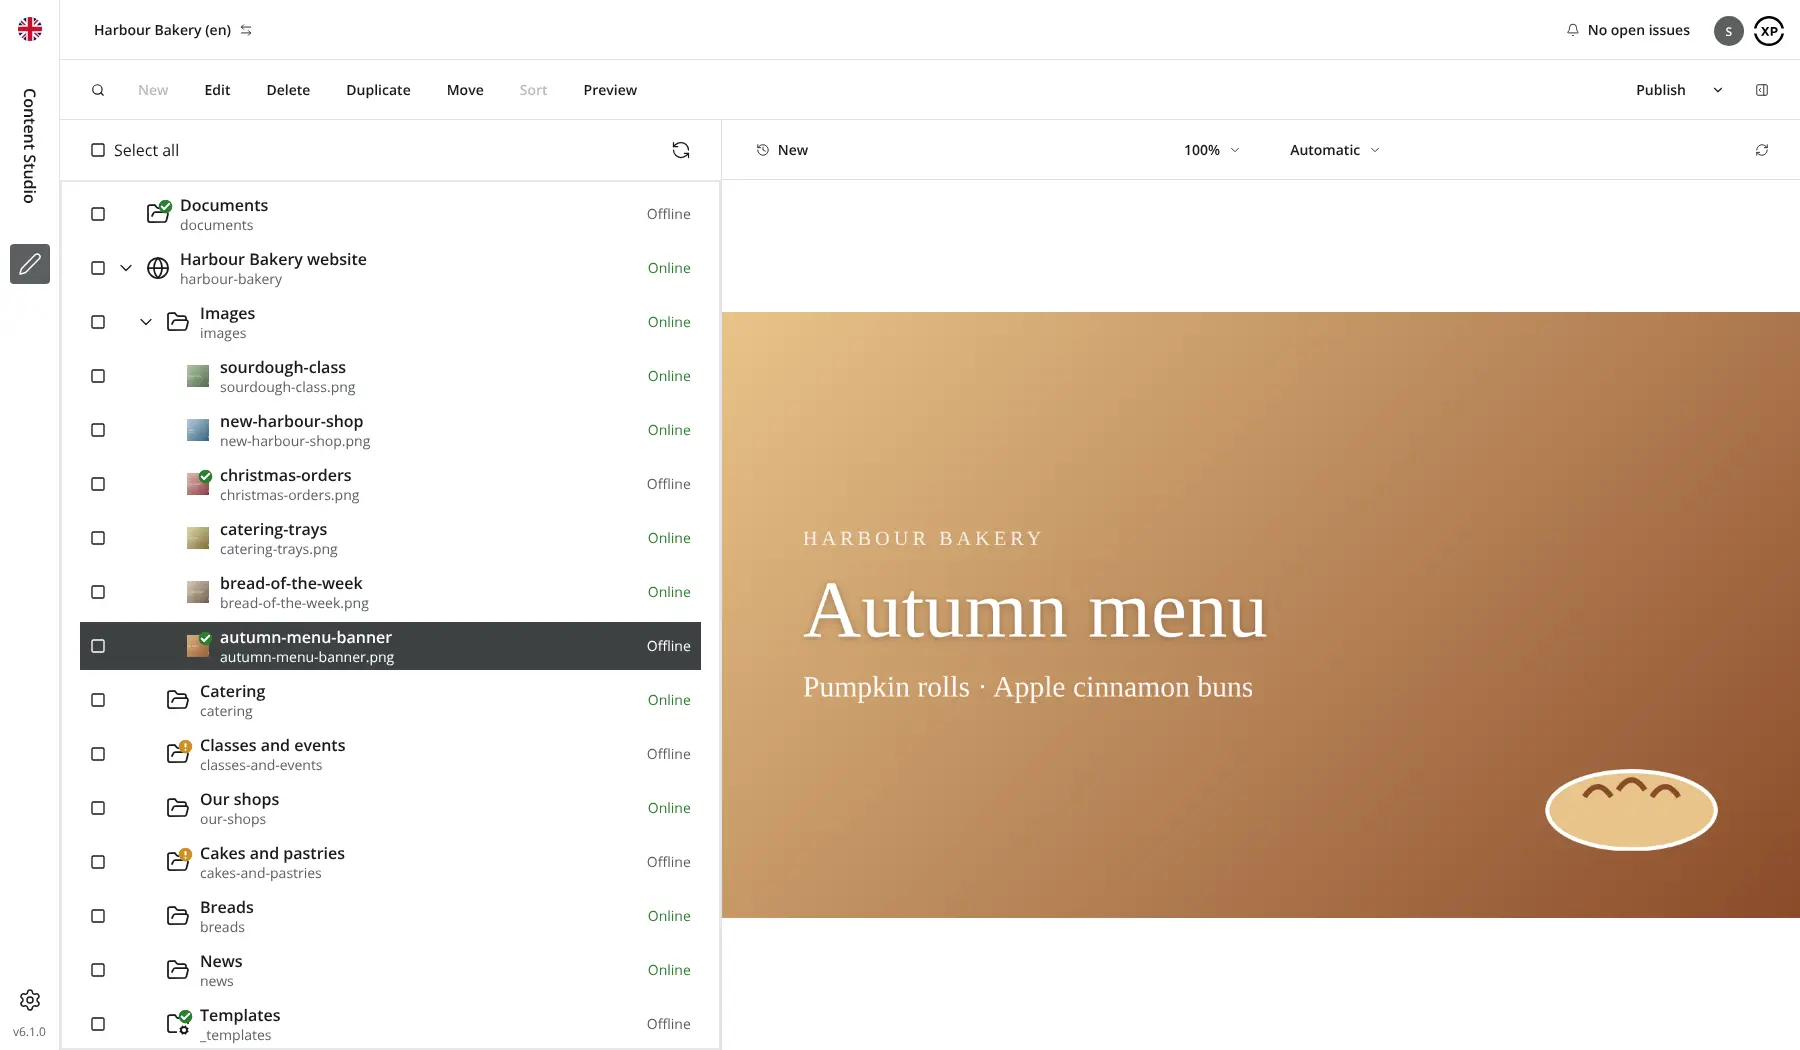 Harbour Bakery (en)
No open issues
S
XP
Content Studio
New
Edit
Delete
Duplicate
Move
Sort
Preview
Publish
Select all
New
100%
Automatic
Documents
documents
Offline
Harbour Bakery website
harbour-bakery
Online
Images
images
Online
sourdough-class
sourdough-class.png
Online
new-harbour-shop
new-harbour-shop.png
Online
christmas-orders
christmas-orders.png
Offline
catering-trays
catering-trays.png
Online
bread-of-the-week
bread-of-the-week.png
Online
autumn-menu-banner
autumn-menu-banner.png
Offline
Catering
catering
Online
Classes and events
classes-and-events
Offline
Our shops
our-shops
Online
Cakes and pastries
cakes-and-pastries
Offline
Breads
breads
Online
News
news
Online
Templates
_templates
Offline
v6.1.0
HARBOUR BAKERY
Autumn menu
Pumpkin rolls · Apple cinnamon buns